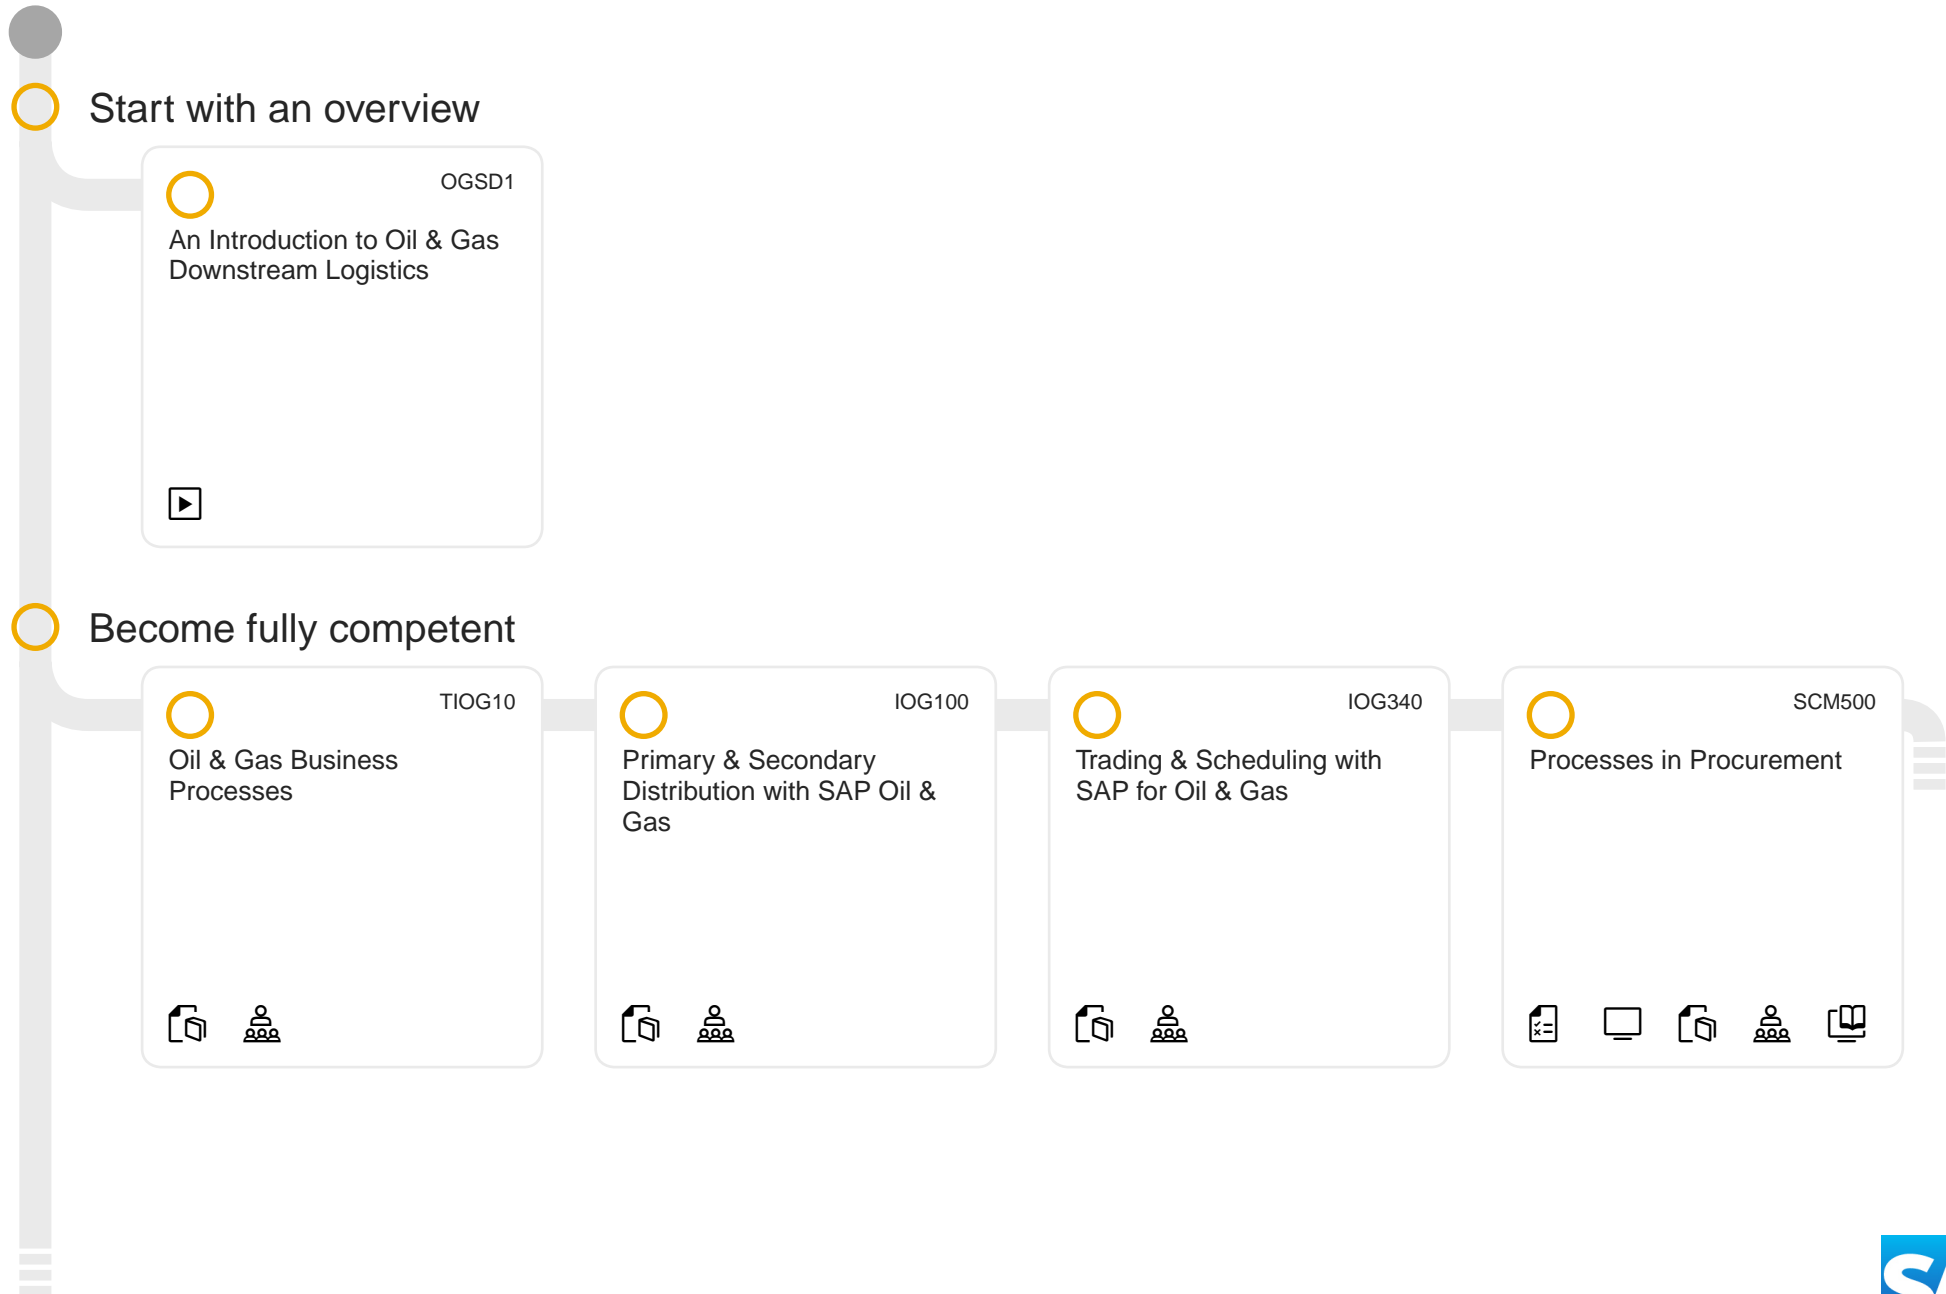 Start with an overview
OGSD1
An Introduction to Oil & Gas
Downstream Logistics
Become fully competent
TIOG10
Oil & Gas Business
Processes
IOG100
Primary & Secondary
Distribution with SAP Oil &
Gas
IOG340
Trading & Scheduling with
SAP for Oil & Gas
SCM500
Processes in Procurement